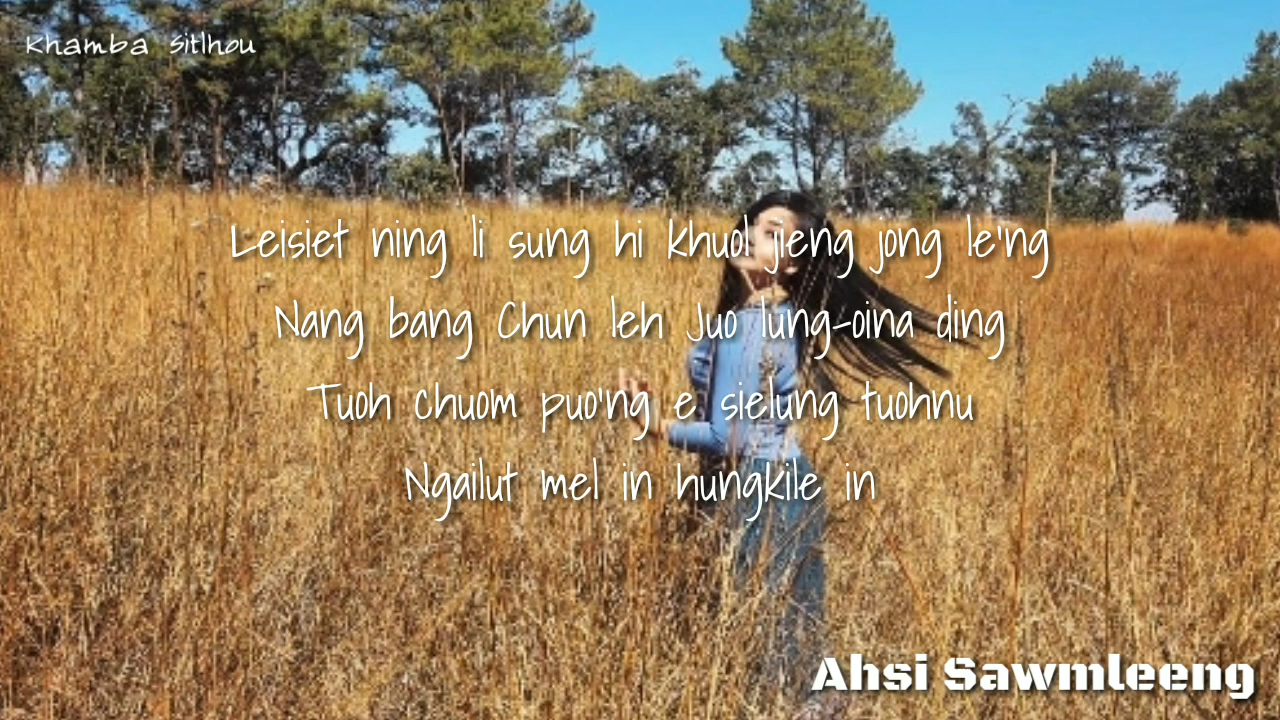 Khamba Sitlhou
Leisiet ning li sung hi khuol jieng jong le'ng
Nang bang Chun leh Juo lung-oina ding
Tuoh chuom puo'ng e sielung tuohnu
Ngailut mel in hungkile in
Ahsi Sawmleeng